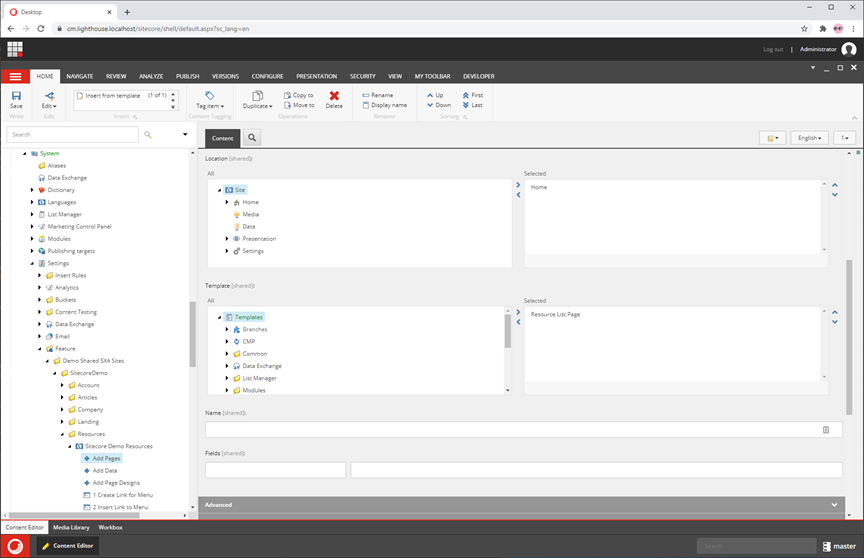 Desktop
cm.lighthouse.localhost/sitecore/shell/default.aspx?sc_lang=en
Log out | Administrator
HOME NAVIGATE REVIEW ANALYZE PUBLISH VERSIONS CONFIGURE PRESENTATION SECURITY VIEW MY TOOLBAR DEVELOPER
Insert from template (1 of 1)
Save Edit Tag item Duplicate Copy to Move to Delete Rename Display name Up Down First Last
Write Edit Insert Content Tagging Operations Rename Sorting
Search
Content
English
1
System
Aliases
Data Exchange
Dictionary
Languages
List Manager
Marketing Control Panel
Modules
Publishing targets
Settings
Insert Rules
Analytics
Buckets
Content Testing
Data Exchange
Email
Feature
Demo Shared SXA Sites
SitecoreDemo
Account
Articles
Company
Landing
Resources
Sitecore Demo Resources
Add Pages
Add Data
Add Page Designs
1 Create Link for Menu
2 Insert Link to Menu
Location [shared]:
All
Selected
Site
Home
Media
Data
Presentation
Settings
Home
Template [shared]:
All
Selected
Templates
Branches
CMP
Common
Data Exchange
List Manager
Modules
Resource List Page
Name [shared]:
Fields [shared]:
Advanced
Content Editor Media Library Workbox
Content Editor
Search
master